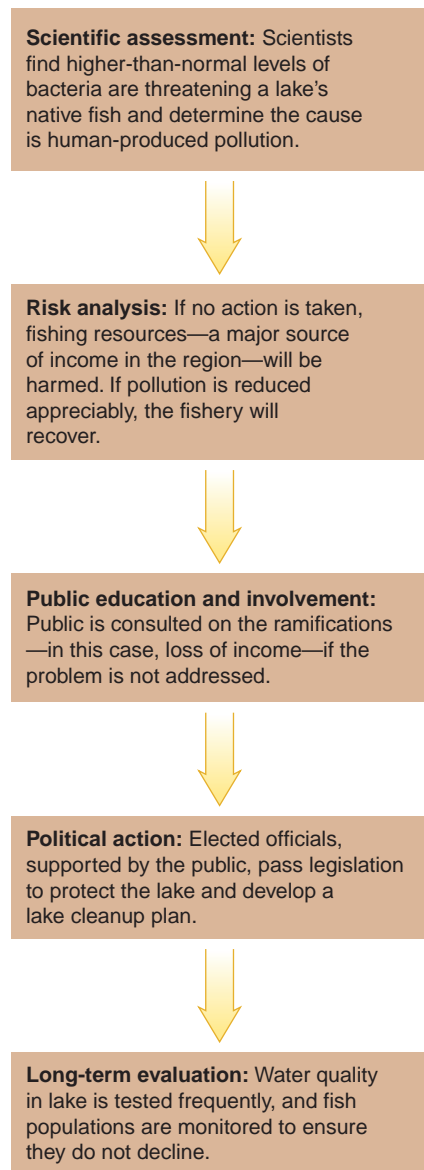 Scientific assessment: Scientists
find higher-than-normal levels of
bacteria are threatening a lake's
native fish and determine the cause
is human-produced pollution.
Risk analysis: If no action is taken,
fishing resources—a major source
of income in the region—will be
harmed. If pollution is reduced
appreciably, the fishery will
recover.
Public education and involvement:
Public is consulted on the ramifications
—in this case, loss of income—if the
problem is not addressed.
Political action: Elected officials,
supported by the public, pass legislation
to protect the lake and develop a
lake cleanup plan.
Long-term evaluation: Water quality
in lake is tested frequently, and fish
populations are monitored to ensure
they do not decline.